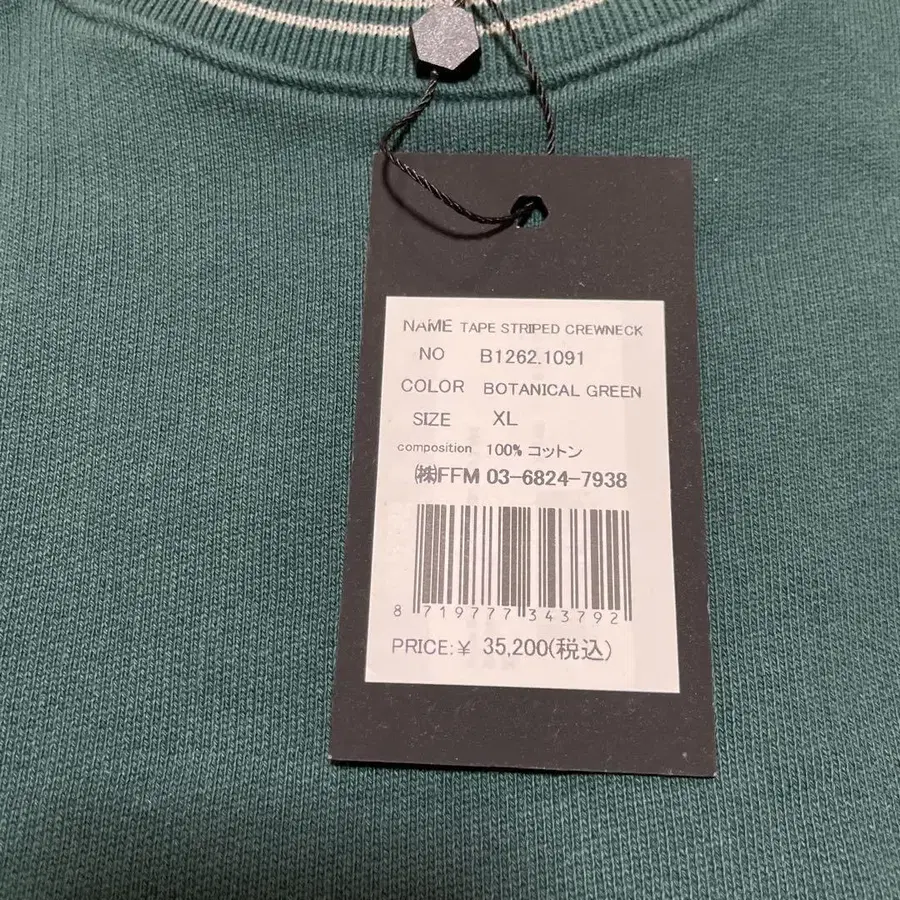 NAME TAPE STRIPED CREWNECK
NO B1262.1091
COLOR BOTANICAL GREEN
SIZE XL
composition 100% コットン
㈱FFM 03-6824-7938
8 719777 343792
PRICE:¥ 35,200(税込)